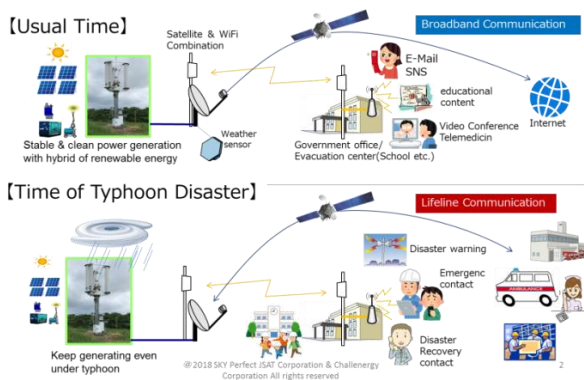 【Usual Time】
Satellite & WiFi
Combination
Broadband Communication
E-Mail
SNS
educational
content
Internet
Weather
sensor
Video Conference
Telemedicin
Stable & clean power generation
with hybrid of renewable energy
Government office/
Evacuation center(School etc.)
【Time of Typhoon Disaster】
Lifeline Communication
Disaster warning
Emergenc
contact
AMBULANCE
Disaster
Recovery
contact
Keep generating even
under typhoon
@ 2018 SKY Perfect JSAT Corporation & Challenergy
Corporation All rights reserved
2